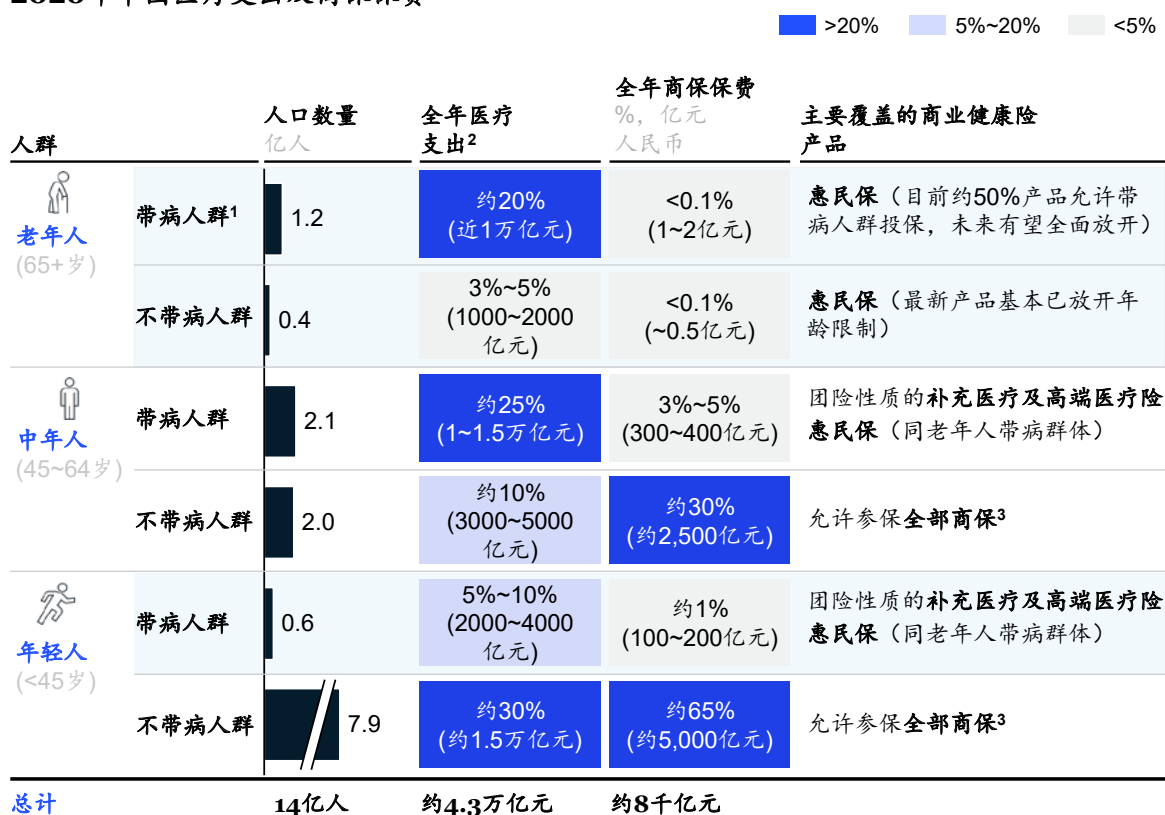 >20% 5%~20% <5%
人群
人口数量
亿人
全年医疗
支出2
全年商保保费
%, 亿元
人民币
主要覆盖的商业健康险
产品
老年人
(65+岁)
带病人群1
1.2
约20%
(近1万亿元)
<0.1%
(1~2亿元)
惠民保（目前约50%产品允许带
病人群投保，未来有望全面放开）
不带病人群
0.4
3%~5%
(1000~2000
亿元)
<0.1%
(~0.5亿元)
惠民保（最新产品基本已放开年
龄限制）
中年人
(45~64岁)
带病人群
2.1
约25%
(1~1.5万亿元)
3%~5%
(300~400亿元)
团险性质的补充医疗及高端医疗险
惠民保（同老年人带病群体）
不带病人群
2.0
约10%
(3000~5000
亿元)
约30%
(约2,500亿元)
允许参保全部商保3
年轻人
(<45岁)
带病人群
0.6
5%~10%
(2000~4000
亿元)
约1%
(100~200亿元)
团险性质的补充医疗及高端医疗险
惠民保（同老年人带病群体）
不带病人群
7.9
约30%
(约1.5万亿元)
约65%
(约5,000亿元)
允许参保全部商保3
总计
14亿人
约4.3万亿元
约8千亿元